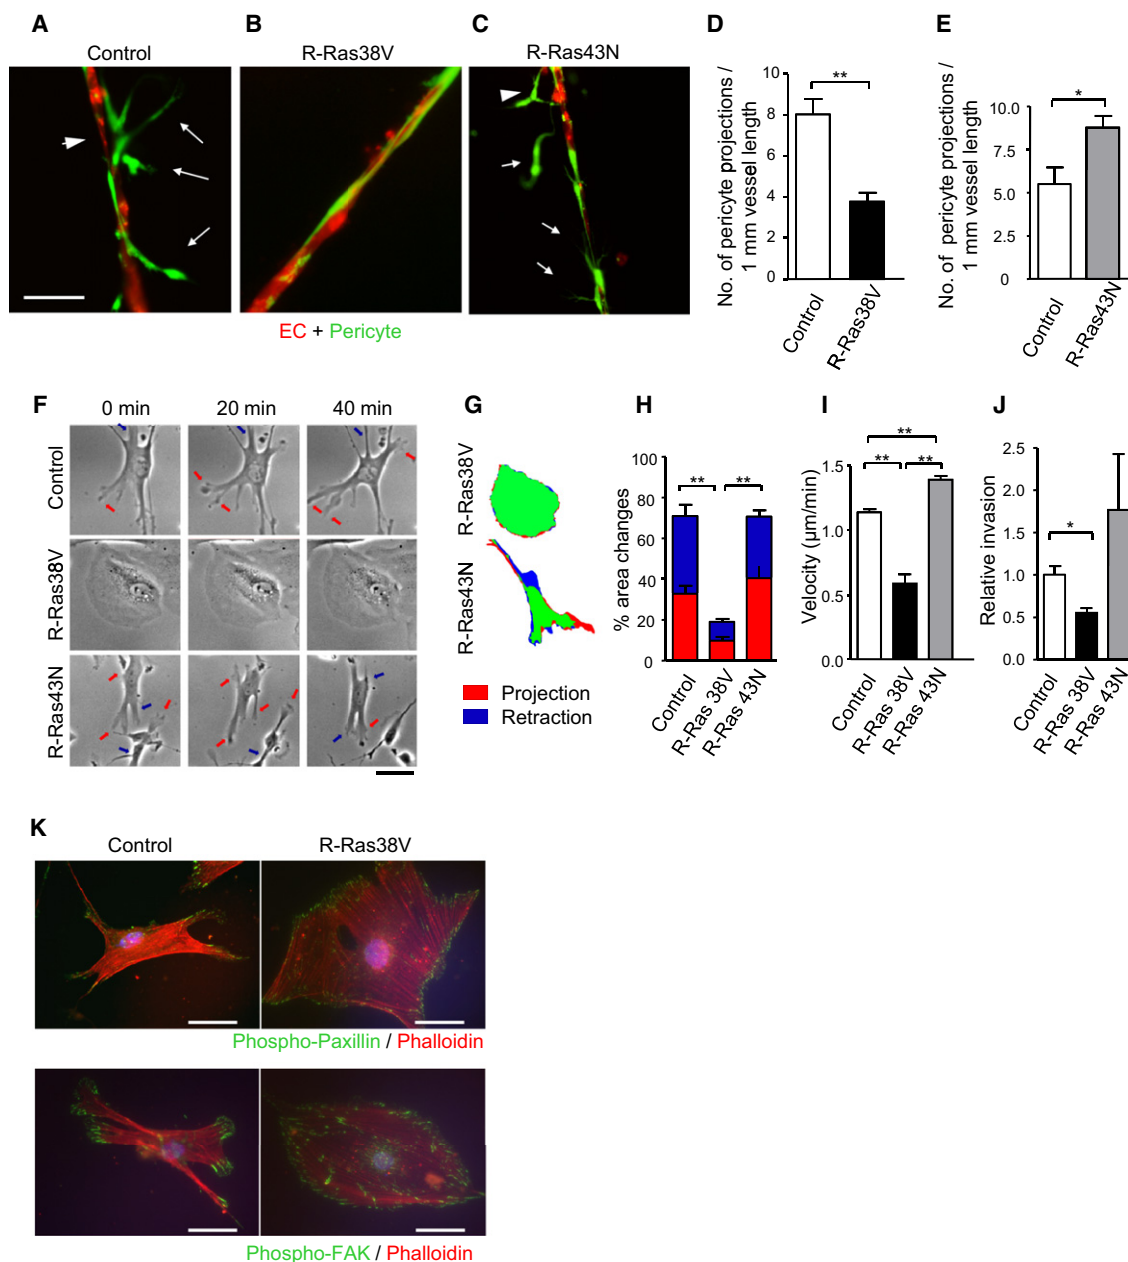 A
B
C
D
E
Control
R-Ras38V
R-Ras43N
EC + Pericyte
No. of pericyte projections /
1 mm vessel length
10
8
6
4
2
0
**
Control
R-Ras38V
No. of pericyte projections /
1 mm vessel length
10.0
7.5
5.0
2.5
0
*
Control
R-Ras43N
F
0 min
20 min
40 min
Control
R-Ras38V
R-Ras43N
G
R-Ras38V
R-Ras43N
Projection
Retraction
H
% area changes
100
80
60
40
20
0
**
**
Control
R-Ras 38V
R-Ras 43N
I
Velocity (μm/min)
1.5
1.0
0.5
0.0
**
**
**
Control
R-Ras 38V
R-Ras 43N
J
Relative invasion
2.5
2.0
1.5
1.0
0.5
0.0
*
Control
R-Ras 38V
R-Ras 43N
K
Control
R-Ras38V
Phospho-Paxillin / Phalloidin
Phospho-FAK / Phalloidin